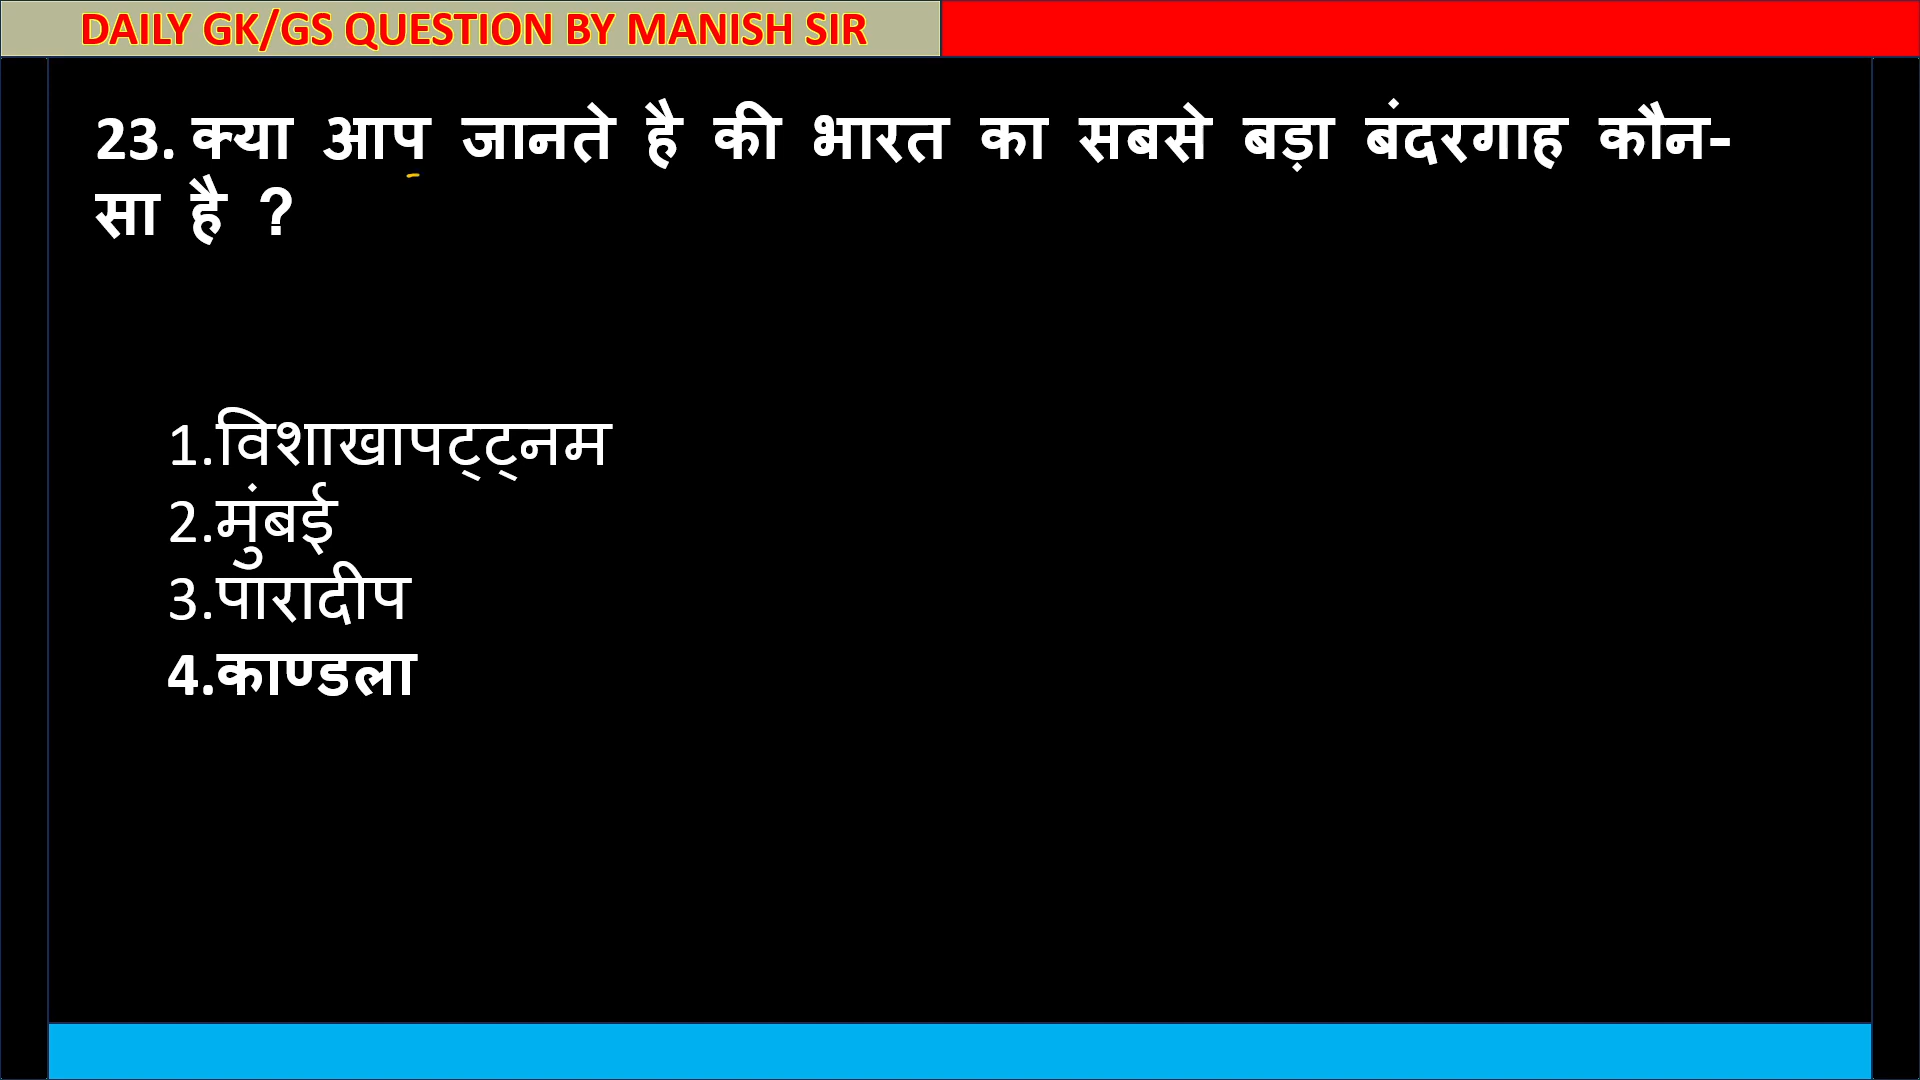 DAILY GK/GS QUESTION BY MANISH SIR
23. क्या आप जानते है की भारत का सबसे बड़ा बंदरगाह कौन-
सा है ?
1.विशाखापट्ट्नम
2.मुंबई
3.पारादीप
4.काण्डला